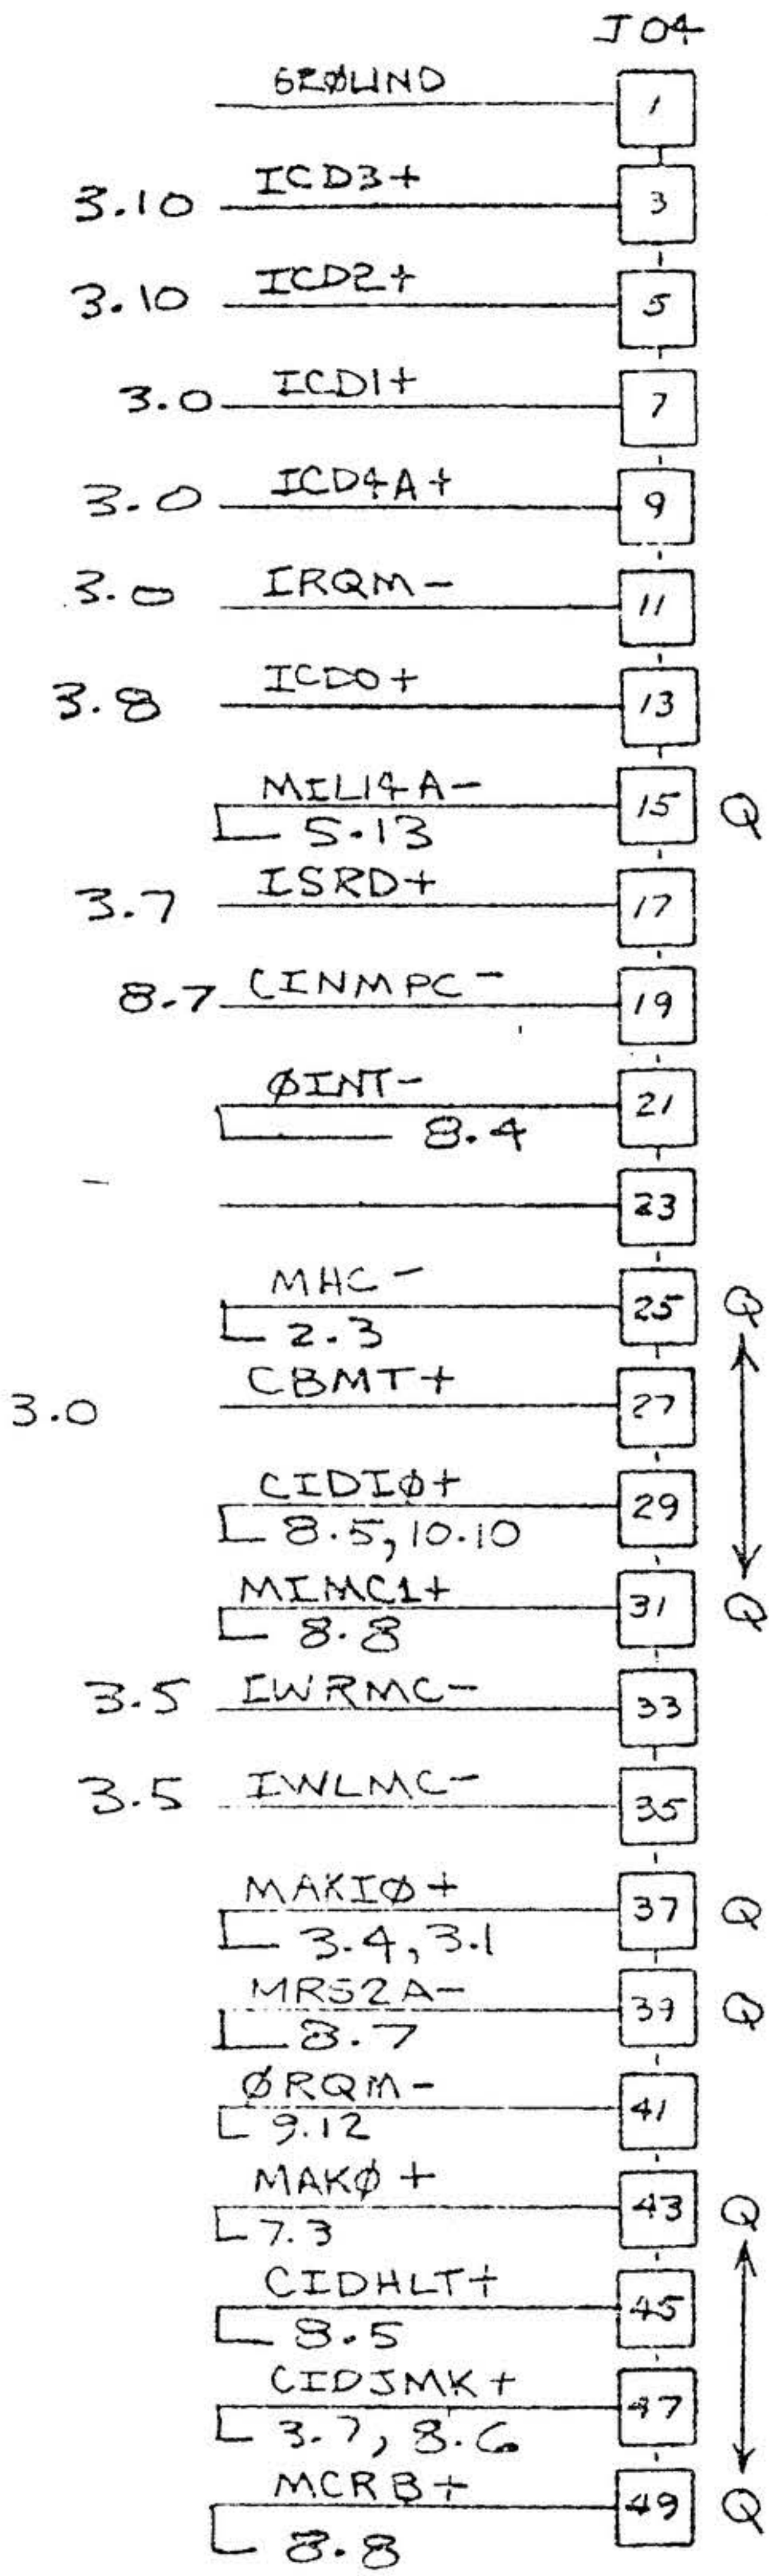 J04
GRØUND 1
3.10 ICD3+ 3
3.10 ICD2+ 5
3.0 ICD1+ 7
3.0 ICD4A+ 9
3.0 IRQM- 11
3.8 ICD0+ 13
MIL14A- 15 Q
5.13
3.7 ISRD+ 17
8.7 CINMPC- 19
ØINT- 21
8.4
23
MHC- 25 Q
2.3
3.0 CBMT+ 27
CIDIØ+ 29
8.5, 10.10
MIMC1+ 31 Q
8.8
3.5 IWRMC- 33
3.5 IWLMC- 35
MAKIØ+ 37 Q
3.4, 3.1
MRS2A- 39 Q
8.7
ØRQM- 41
9.12
MAKØ+ 43 Q
7.3
CIDHLT+ 45
8.5
CIDJMK+ 47
3.7, 8.6
MCRB+ 49 Q
8.8